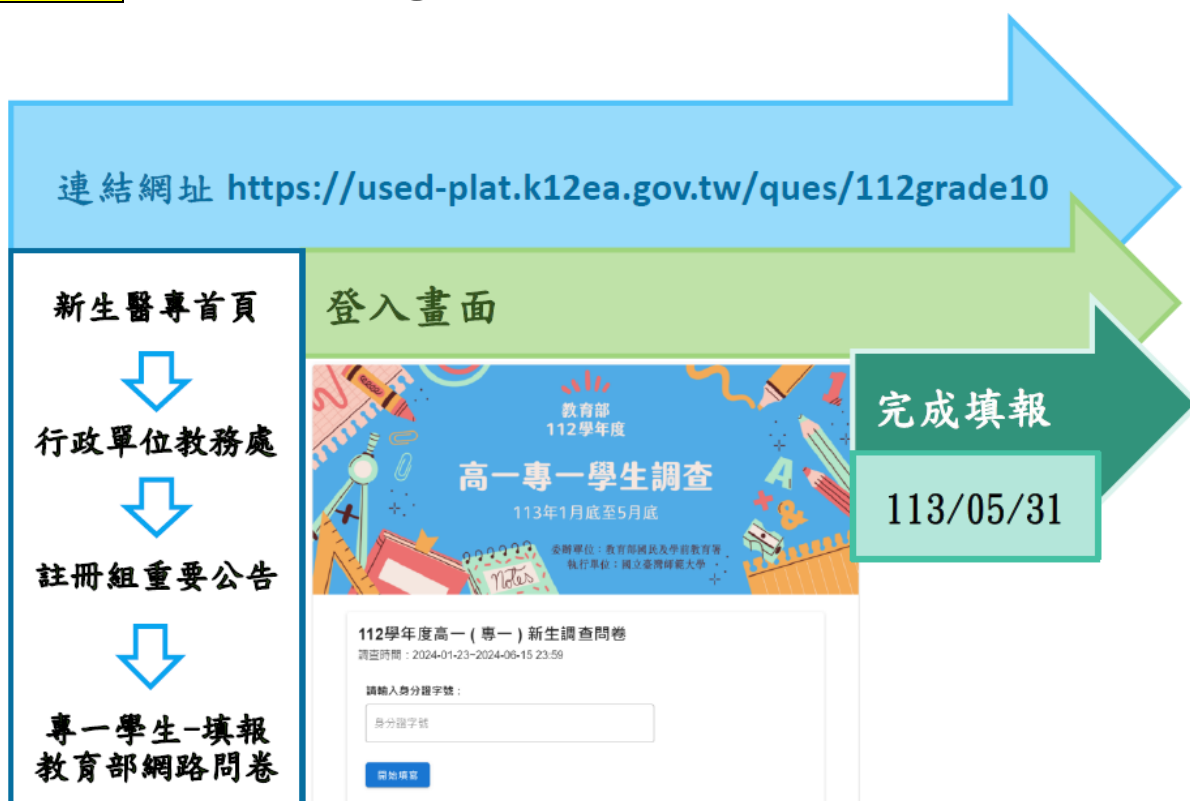 連結網址 https://used-plat.k12ea.gov.tw/ques/112grade10
新生醫專首頁
行政單位教務處
註冊組重要公告
專一學生-填報
教育部網路問卷
登入畫面
教育部
112學年度
高一專一學生調查
113年1月底至5月底
委辦單位：教育部國民及學前教育署
執行單位：國立臺灣師範大學
Notes
A
&
112學年度高一 ( 專一 ) 新生調查問卷
調查時間：2024-01-23~2024-06-15 23:59
請輸入身分證字號：
身分證字號
開始填寫
完成填報
113/05/31